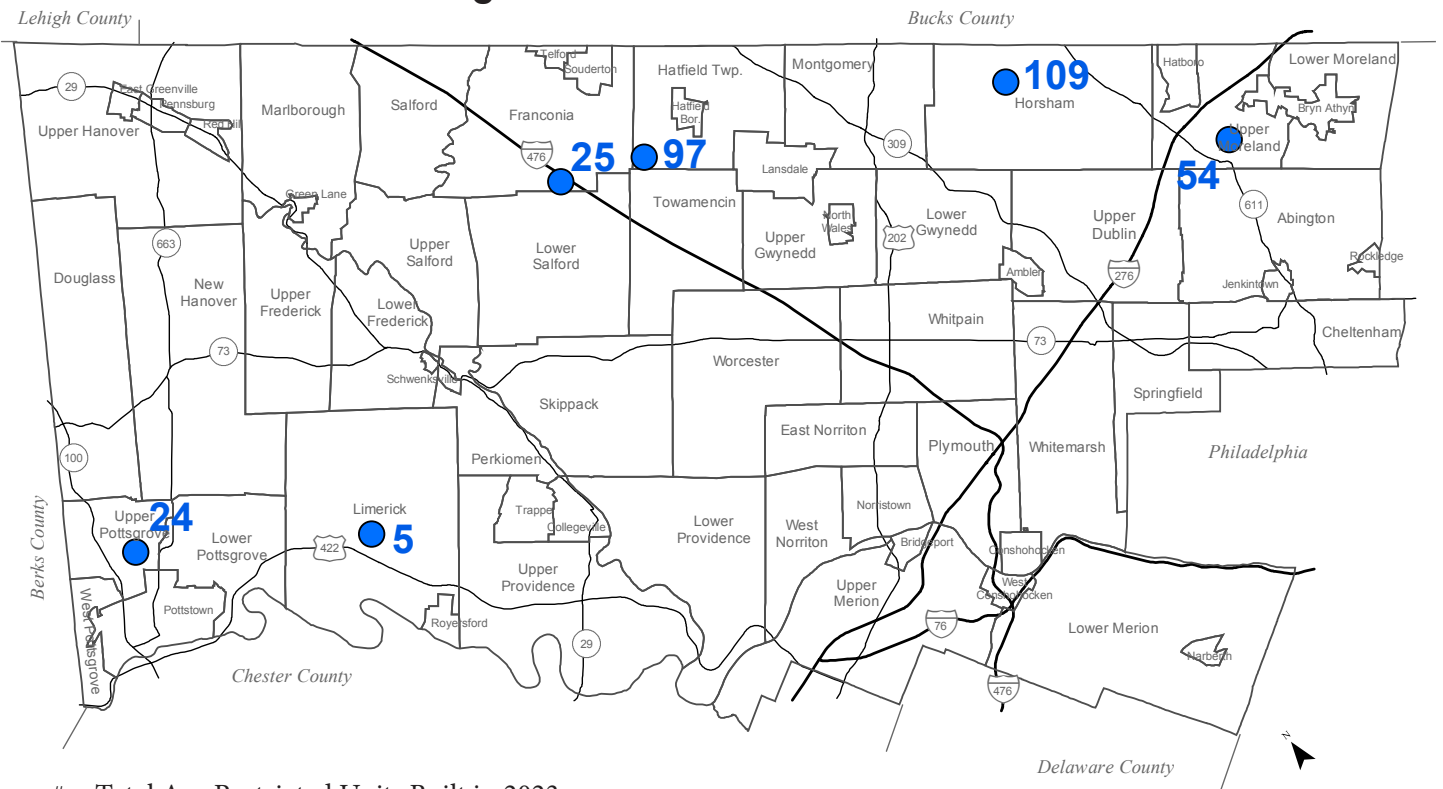 Lehigh County
Bucks County
Telford
Souderton
Hatfield Twp.
Montgomery
Hatboro
Lower Moreland
29
East Greenville
Pennsburg
Upper Hanover
Red Hill
Marlborough
Salford
Franconia
Hatfield
Bor.
109
Horsham
Bryn Athyn
Upper
Moreland
54
476
25
97
309
Lansdale
Green Lane
Towamencin
North
Wales
Upper
Gwynedd
Lower
Gwynedd
202
Upper
Dublin
611
Abington
663
Douglass
New
Hanover
Upper
Frederick
Upper
Salford
Lower
Salford
Lower
Frederick
Ambler
276
Jenkintown
Rockledge
Whitpain
73
Cheltenham
73
Schwenksville
Worcester
Skippack
Springfield
East Norriton
Plymouth
Whitemarsh
Philadelphia
100
Perkiomen
Berks County
Upper
Pottsgrove
24
Lower
Pottsgrove
Limerick
5
422
Trappe
Collegeville
Lower
Providence
West
Norriton
Norristown
Bridgeport
Conshohocken
West
Conshohocken
Upper
Providence
Upper
Merion
West Pottsgrove
Pottstown
Royersford
29
76
Lower Merion
Narberth
Chester County
476
N
Delaware County